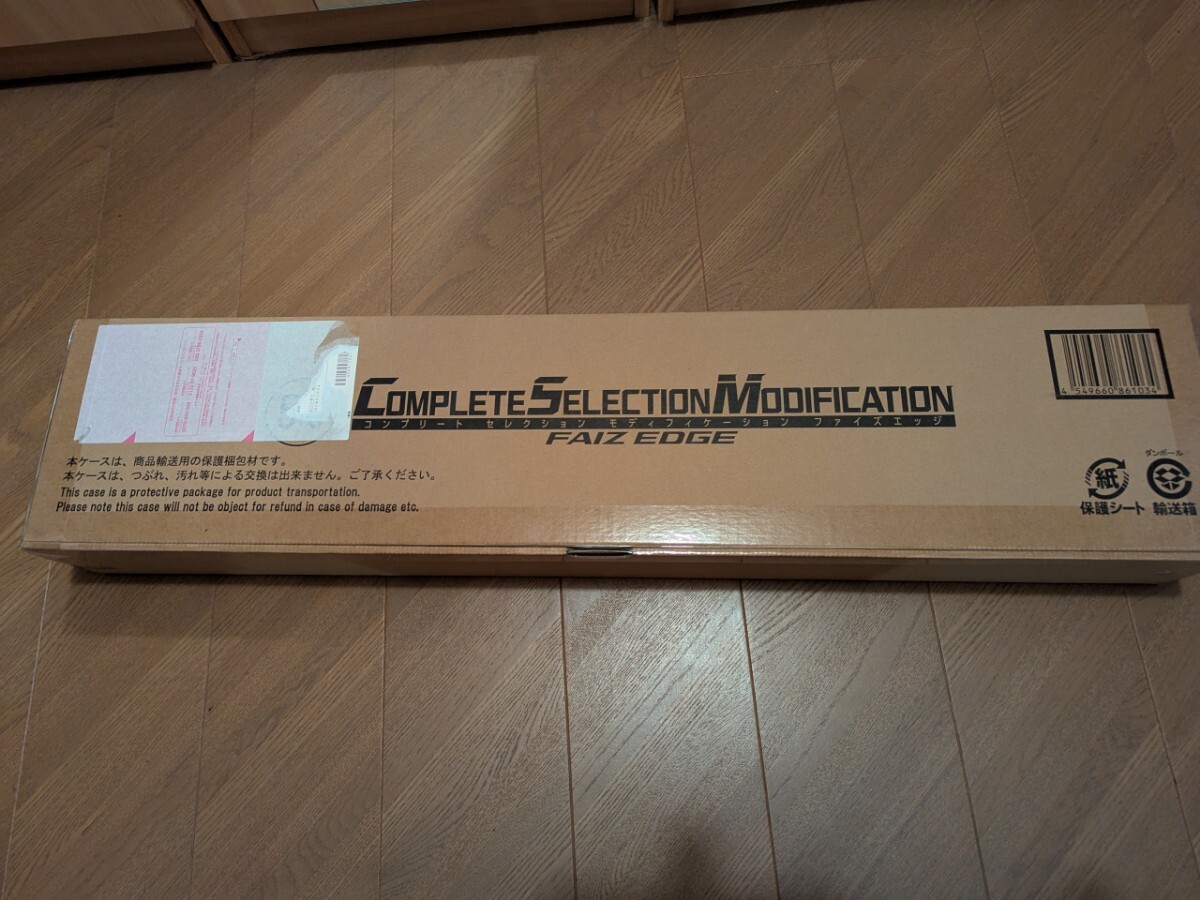 COMPLETE SELECTION MODIFICATION
コンプリート セレクション モディフィケーション ファイズエッジ
FAIZ EDGE
4 549660 861034
本ケースは、商品輸送用の保護梱包材です。
本ケースは、つぶれ、汚れ等による交換は出来ません。ご了承ください。
This case is a protective package for product transportation.
Please note this case will not be object for refund in case of damage etc.
ダンボール
紙
保護シート 輸送箱